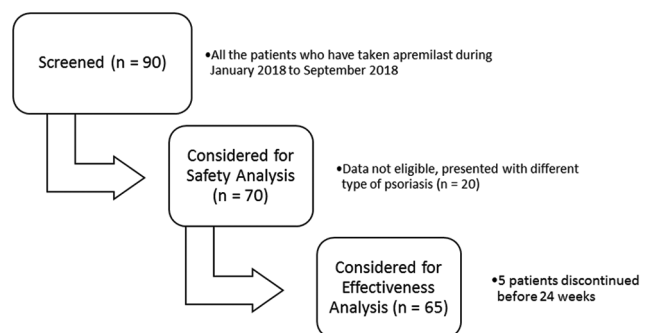 Screened (n = 90)
•All the patients who have taken apremilast during
January 2018 to September 2018
Considered for
Safety Analysis
(n = 70)
•Data not eligible, presented with different
type of psoriasis (n = 20)
Considered for
Effectiveness
Analysis (n = 65)
•5 patients discontinued
before 24 weeks